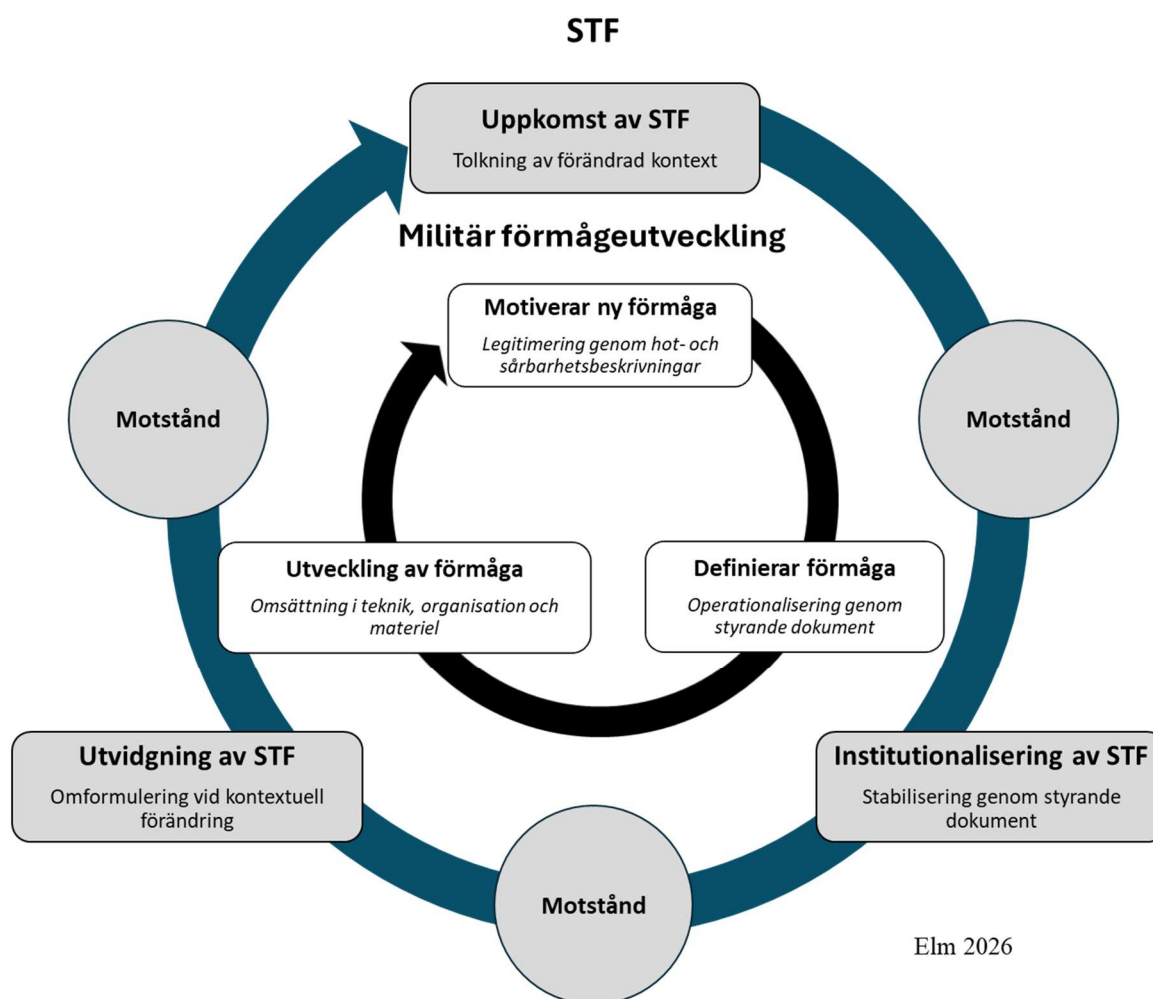 STF
Uppkomst av STF
Tolkning av förändrad kontext
Militär förmågeutveckling
Motiverar ny förmåga
Legitimering genom hot- och
sårbarhetsbeskrivningar
Motstånd
Motstånd
Utveckling av förmåga
Omsättning i teknik, organisation och
materiel
Definierar förmåga
Operationalisering genom
styrande dokument
Utvidgning av STF
Omformulering vid kontextuell
förändring
Institutionalisering av STF
Stabilisering genom styrande
dokument
Motstånd
Elm 2026